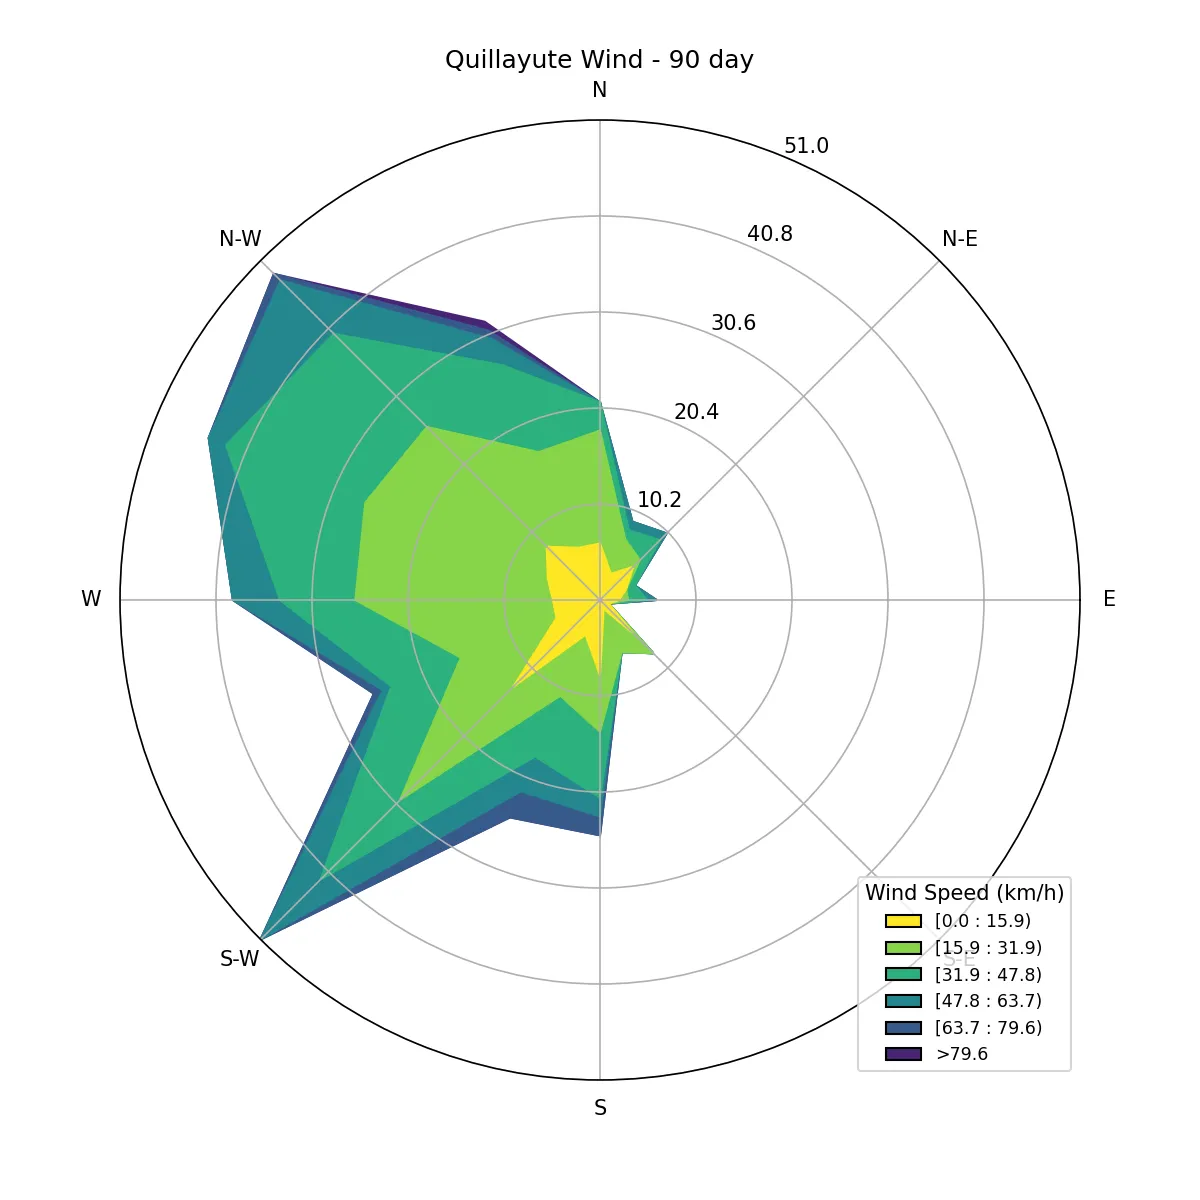 Quillayute Wind - 90 day
N
51.0
40.8
N-W
N-E
30.6
20.4
10.2
W
E
Wind Speed (km/h)
[0.0 : 15.9)
[15.9 : 31.9)
S-W
S-E
[31.9 : 47.8)
[47.8 : 63.7)
[63.7 : 79.6)
>79.6
S